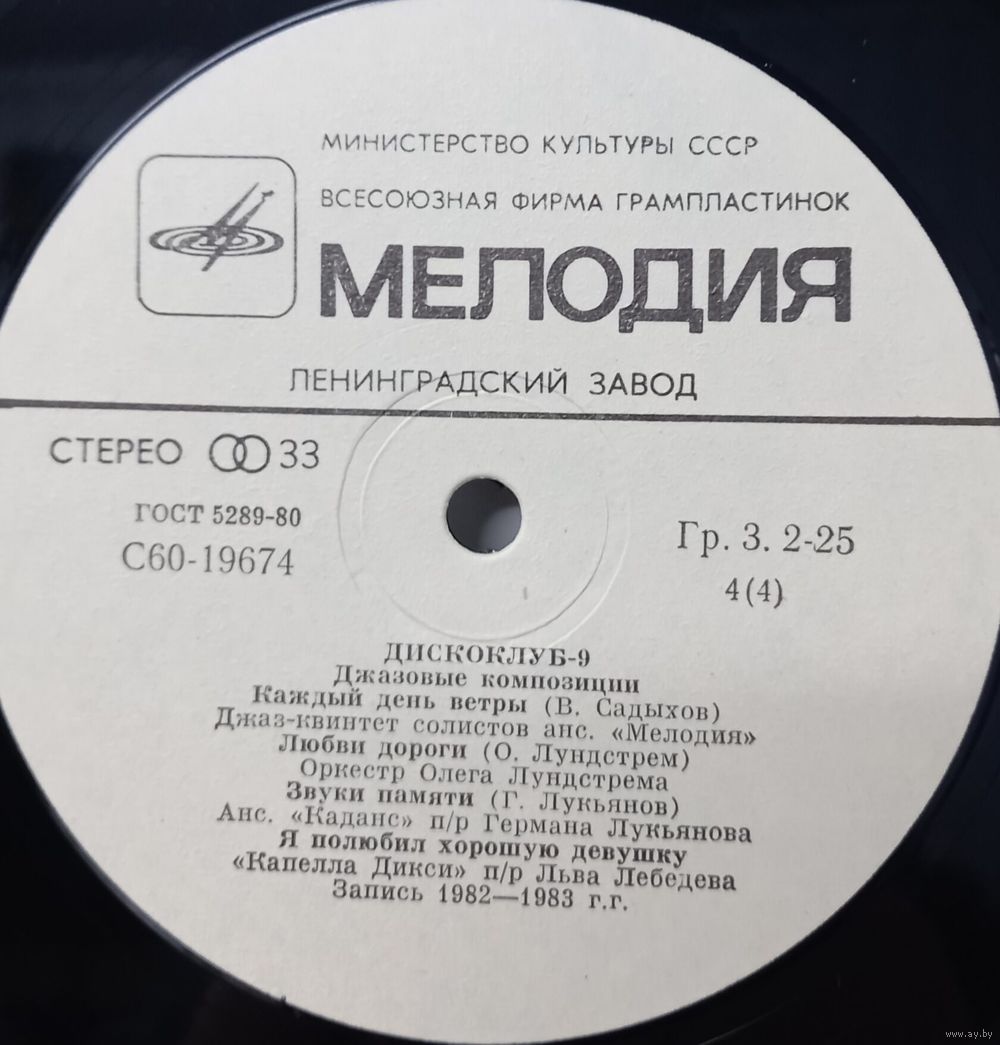 МИНИСТЕРСТВО КУЛЬТУРЫ СССР
ВСЕСОЮЗНАЯ ФИРМА ГРАМПЛАСТИНОК
МЕЛОДИЯ
ЛЕНИНГРАДСКИЙ ЗАВОД
СТЕРЕО 33
ГОСТ 5289-80
С60-19674
Гр. 3. 2-25
4(4)
ДИСКОКЛУБ-9
Джазовые композиции
Каждый день ветры (В. Садыхов)
Джаз-квинтет солистов анс. «Мелодия»
Любви дороги (О. Лундстрем)
Оркестр Олега Лундстрема
Звуки памяти (Г. Лукьянов)
Анс. «Каданс» п/р Германа Лукьянова
Я полюбил хорошую девушку
«Капелла Дикси» п/р Льва Лебедева
Запись 1982—1983 г.г.
www.ay.by